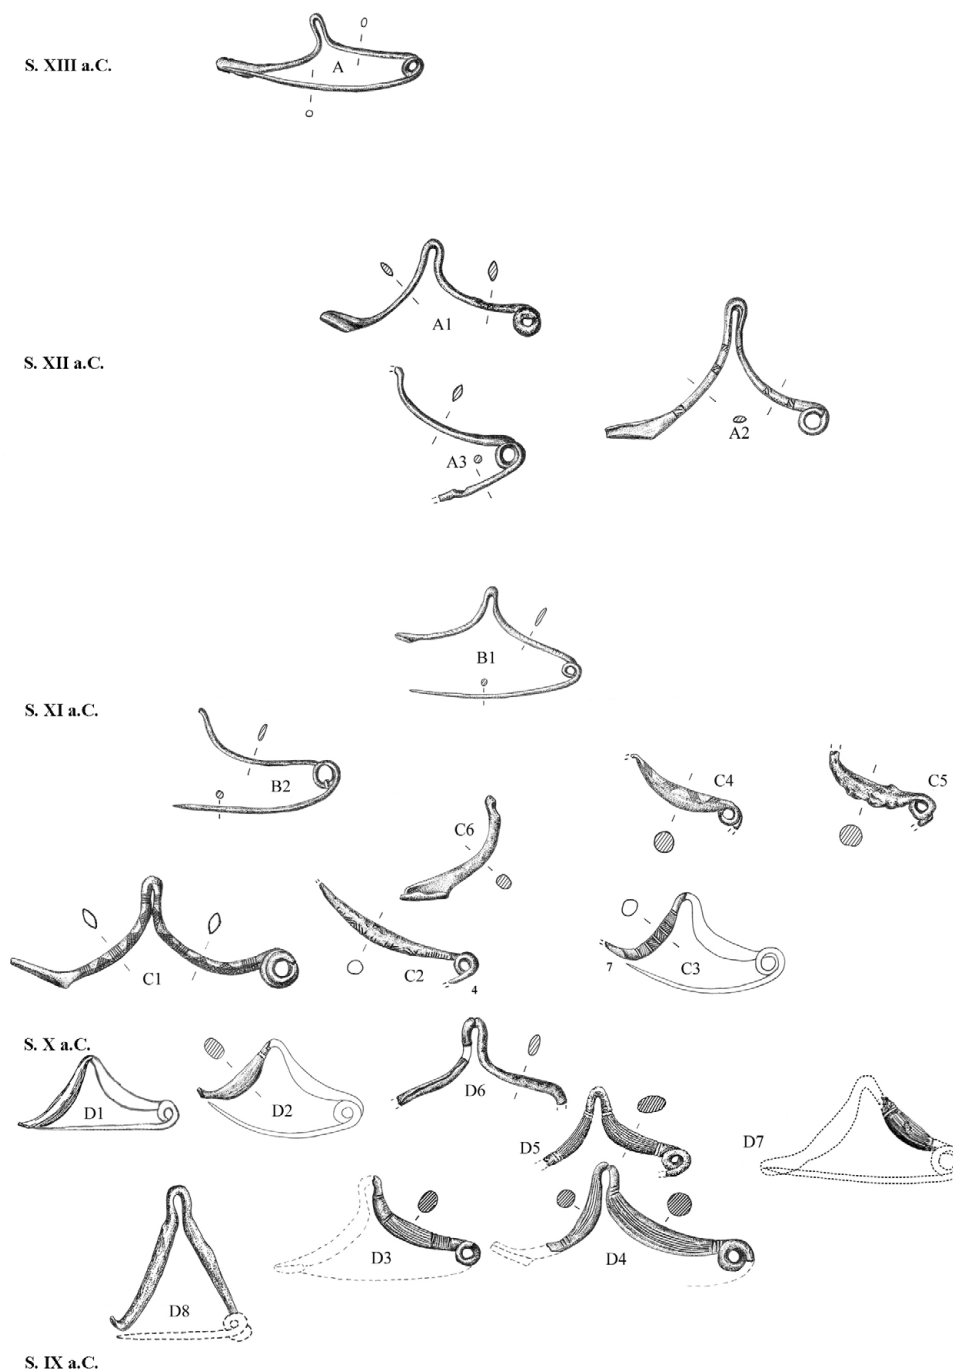 S. XIII a.C.
A
A1
S. XII a.C.
A2
A3
B1
S. XI a.C.
B2
C4
C5
C6
C1
C2
4
7
C3
S. X a.C.
D1
D2
D6
D5
D7
D3
D4
D8
S. IX a.C.